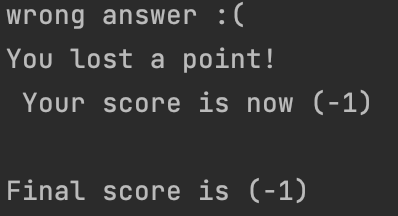 wrong answer :(
You lost a point!
Your score is now (-1)
Final score is (-1)